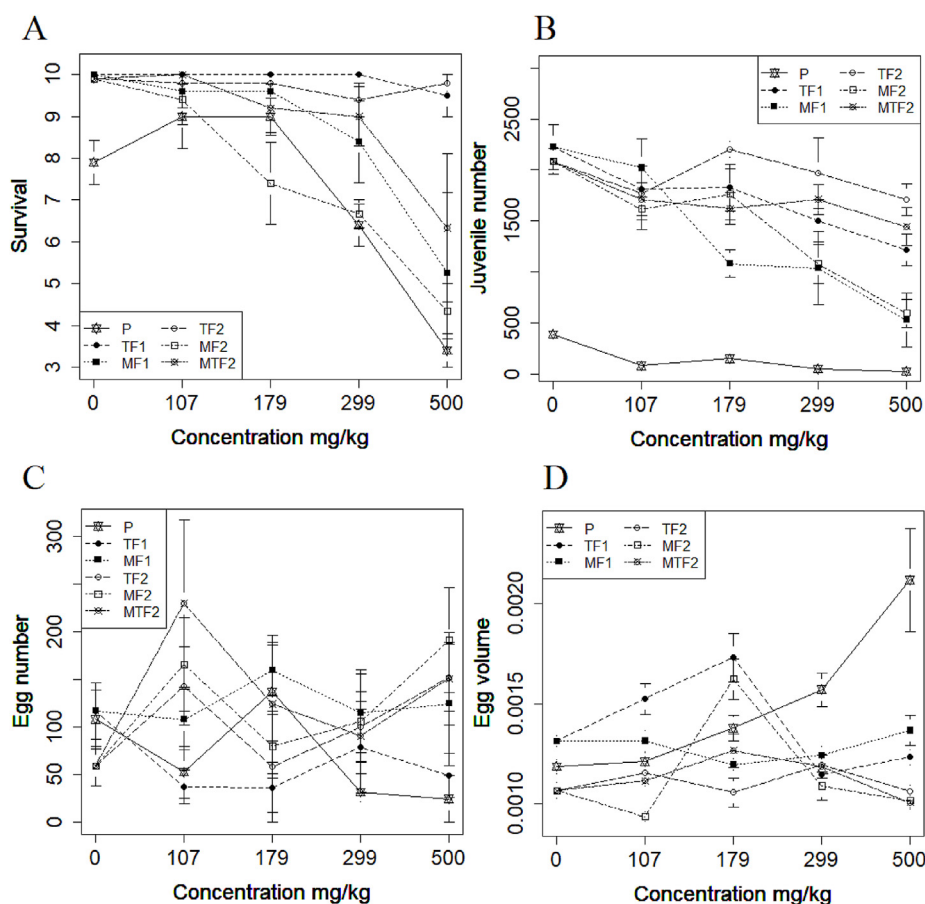 A
Survival
10
9
8
7
6
5
4
3
P TF2
TF1 MF2
MF1 MTF2
0 107 179 299 500
Concentration mg/kg
B
Juvenile number
2500
1500
500
0
P TF2
TF1 MF2
MF1 MTF2
0 107 179 299 500
Concentration mg/kg
C
Egg number
300
200
100
50
0
P
TF1
MF1
TF2
MF2
MTF2
0 107 179 299 500
Concentration mg/kg
D
Egg volume
0.0020
0.0015
0.0010
P TF2
TF1 MF2
MF1 MTF2
0 107 179 299 500
Concentration mg/kg